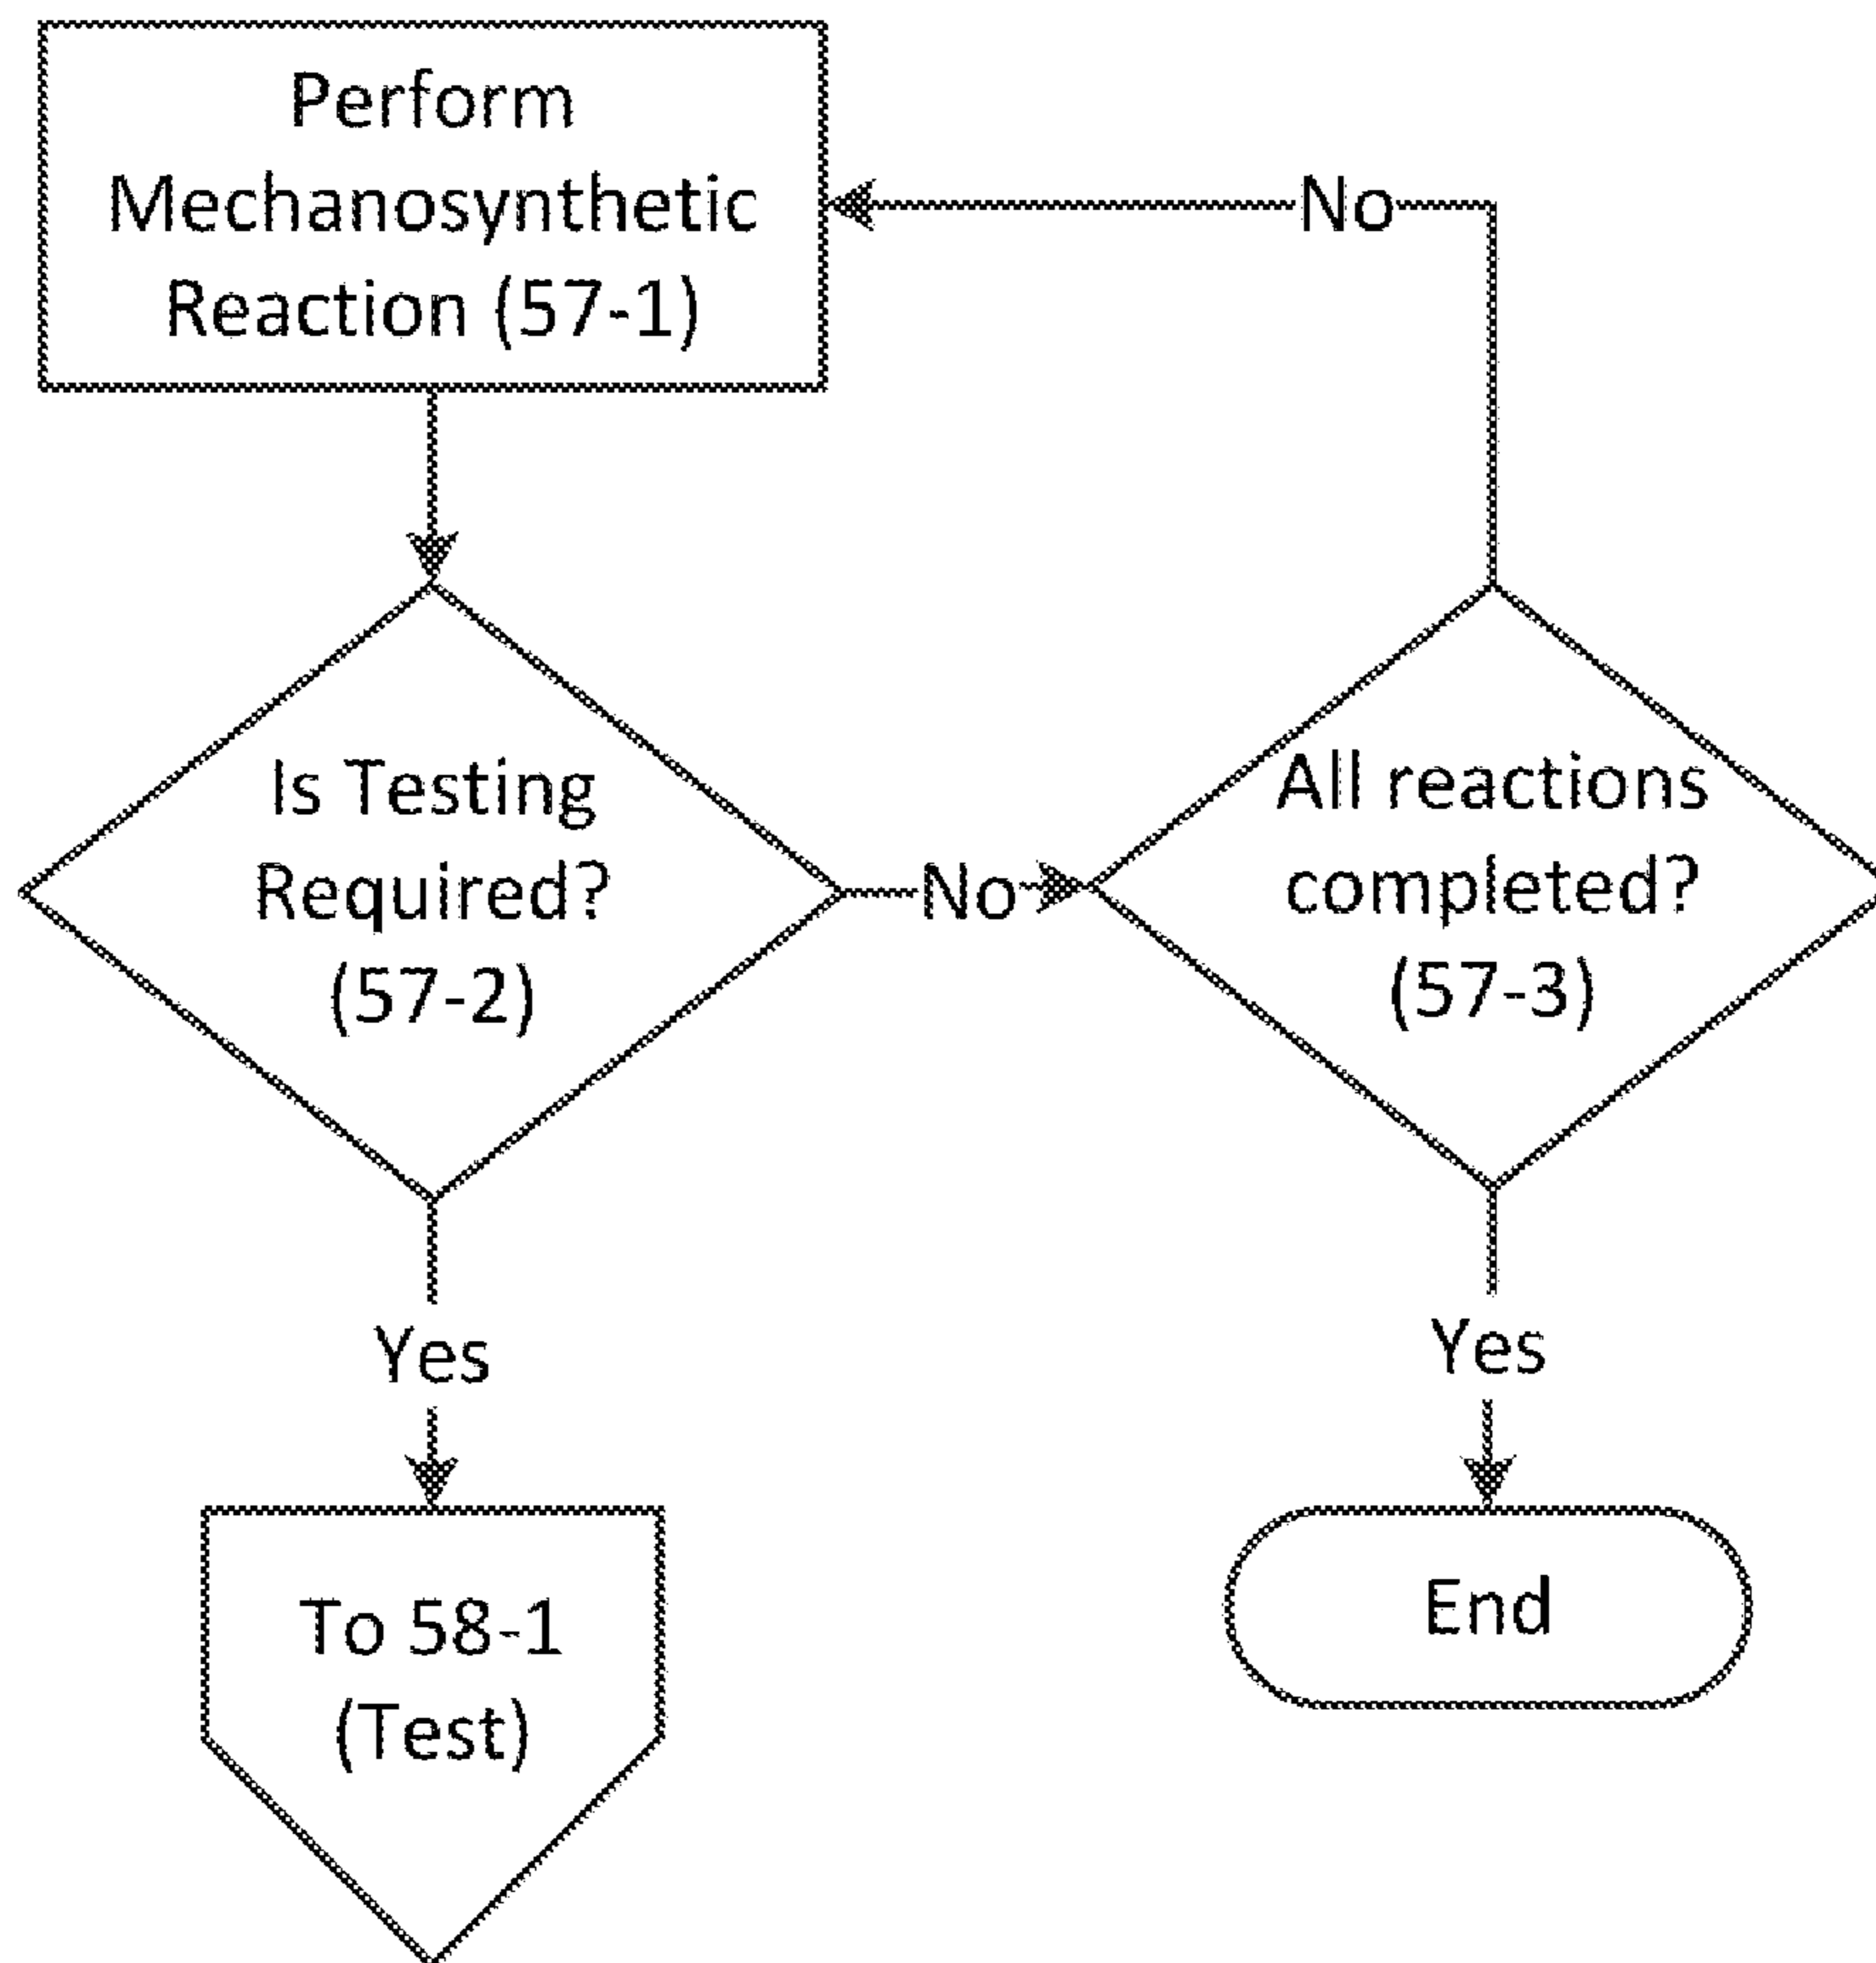 Perform
Mechanosynthetic
Reaction (57-1)
No
Is Testing
Required?
(57-2)
No
All reactions
completed?
(57-3)
Yes
Yes
To 58-1
(Test)
End